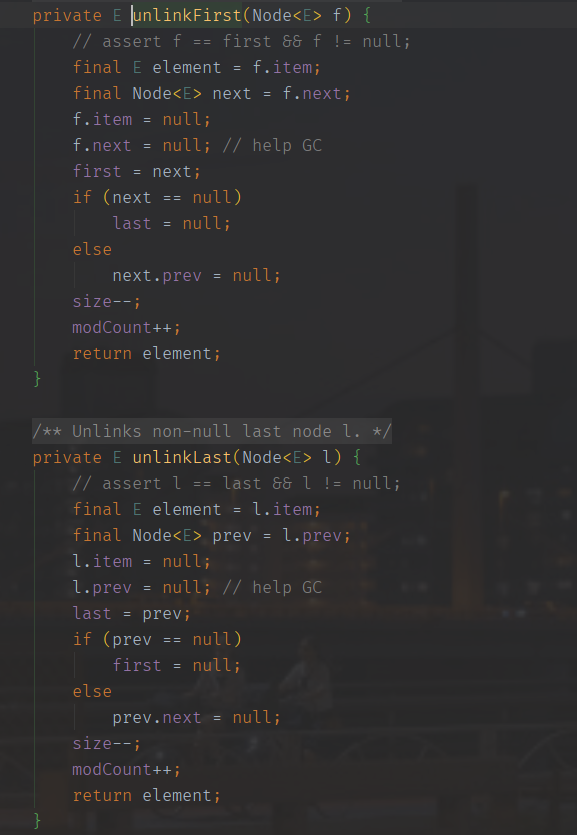 private E unlinkFirst(Node<E> f) {
    // assert f == first && f != null;
    final E element = f.item;
    final Node<E> next = f.next;
    f.item = null;
    f.next = null; // help GC
    first = next;
    if (next == null)
        last = null;
    else
        next.prev = null;
    size--;
    modCount++;
    return element;
}
/** Unlinks non-null last node l. */
private E unlinkLast(Node<E> l) {
    // assert l == last && l != null;
    final E element = l.item;
    final Node<E> prev = l.prev;
    l.item = null;
    l.prev = null; // help GC
    last = prev;
    if (prev == null)
        first = null;
    else
        prev.next = null;
    size--;
    modCount++;
    return element;
}